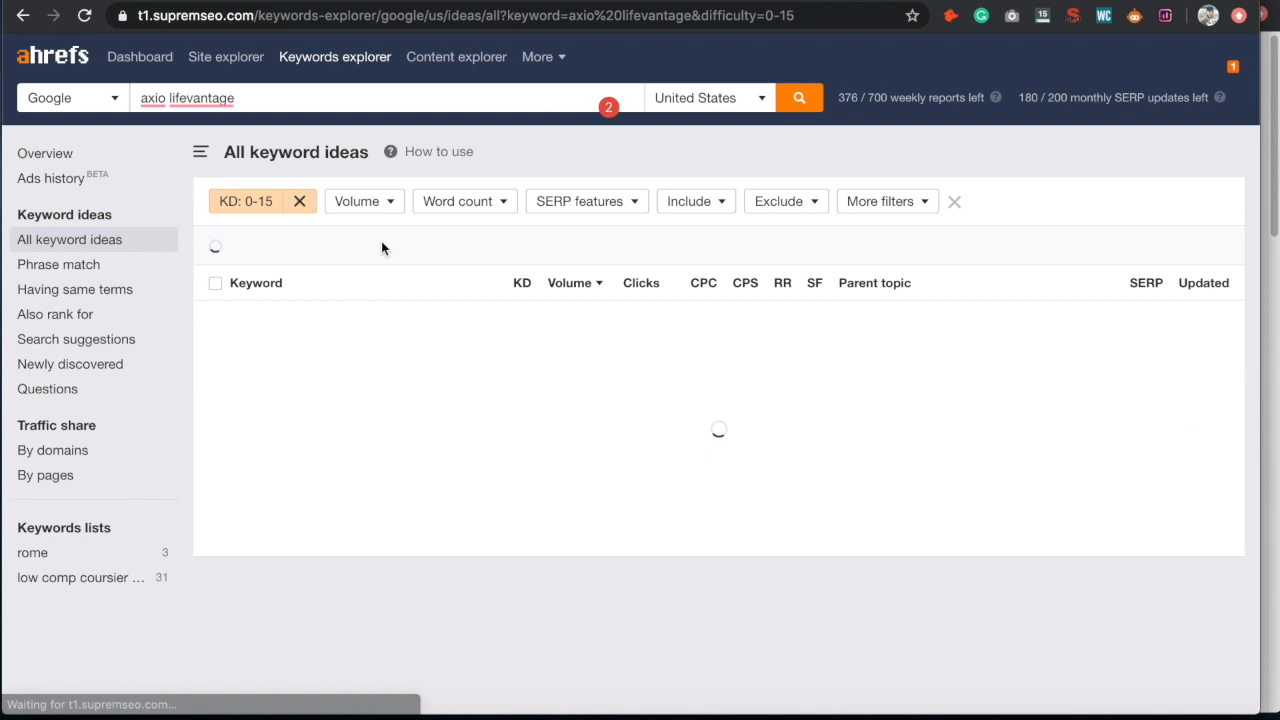 t1.supremseo.com/keywords-explorer/google/us/ideas/all?keyword=axio%20lifevantage&difficulty=0-15
15
WC
ahrefs
Dashboard
Site explorer
Keywords explorer
Content explorer
More
1
Google
axio lifevantage
2
United States
376 / 700 weekly reports left
180 / 200 monthly SERP updates left
Overview
Ads history BETA
Keyword ideas
All keyword ideas
Phrase match
Having same terms
Also rank for
Search suggestions
Newly discovered
Questions
Traffic share
By domains
By pages
Keywords lists
rome 3
low comp coursier ... 31
All keyword ideas
? How to use
KD: 0-15
Volume
Word count
SERP features
Include
Exclude
More filters
Keyword KD Volume Clicks CPC CPS RR SF Parent topic SERP Updated
Waiting for t1.supremseo.com...